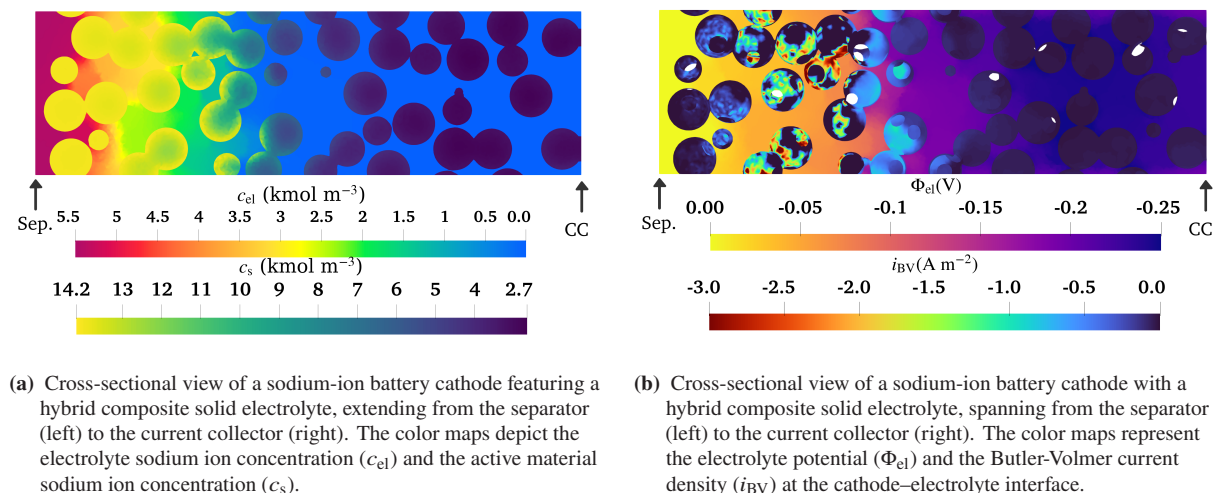 Sep.
CC
c_el (kmol m⁻³)
5.5 5 4.5 4 3.5 3 2.5 2 1.5 1 0.5 0.0
c_s (kmol m⁻³)
14.2 13 12 11 10 9 8 7 6 5 4 2.7
(a) Cross-sectional view of a sodium-ion battery cathode featuring a
hybrid composite solid electrolyte, extending from the separator
(left) to the current collector (right). The color maps depict the
electrolyte sodium ion concentration (c_el) and the active material
sodium ion concentration (c_s).
Sep.
CC
Φ_el(V)
0.00 -0.05 -0.1 -0.15 -0.2 -0.25
i_BV(A m⁻²)
-3.0 -2.5 -2.0 -1.5 -1.0 -0.5 0.0
(b) Cross-sectional view of a sodium-ion battery cathode with a
hybrid composite solid electrolyte, spanning from the separator
(left) to the current collector (right). The color maps represent
the electrolyte potential (Φ_el) and the Butler-Volmer current
density (i_BV) at the cathode–electrolyte interface.